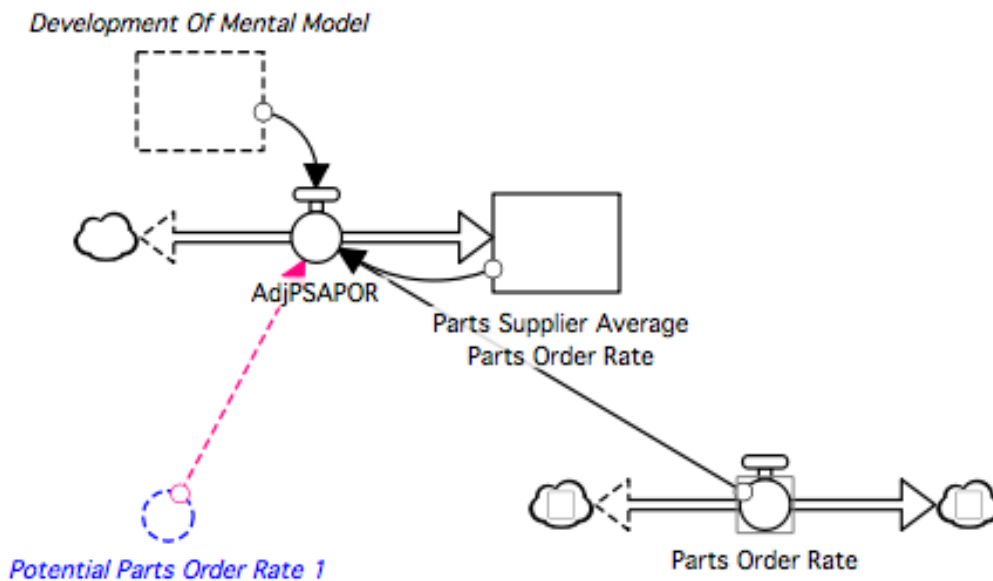 Development Of Mental Model
AdjPSAPOR
Parts Supplier Average
Parts Order Rate
Parts Order Rate
Potential Parts Order Rate 1